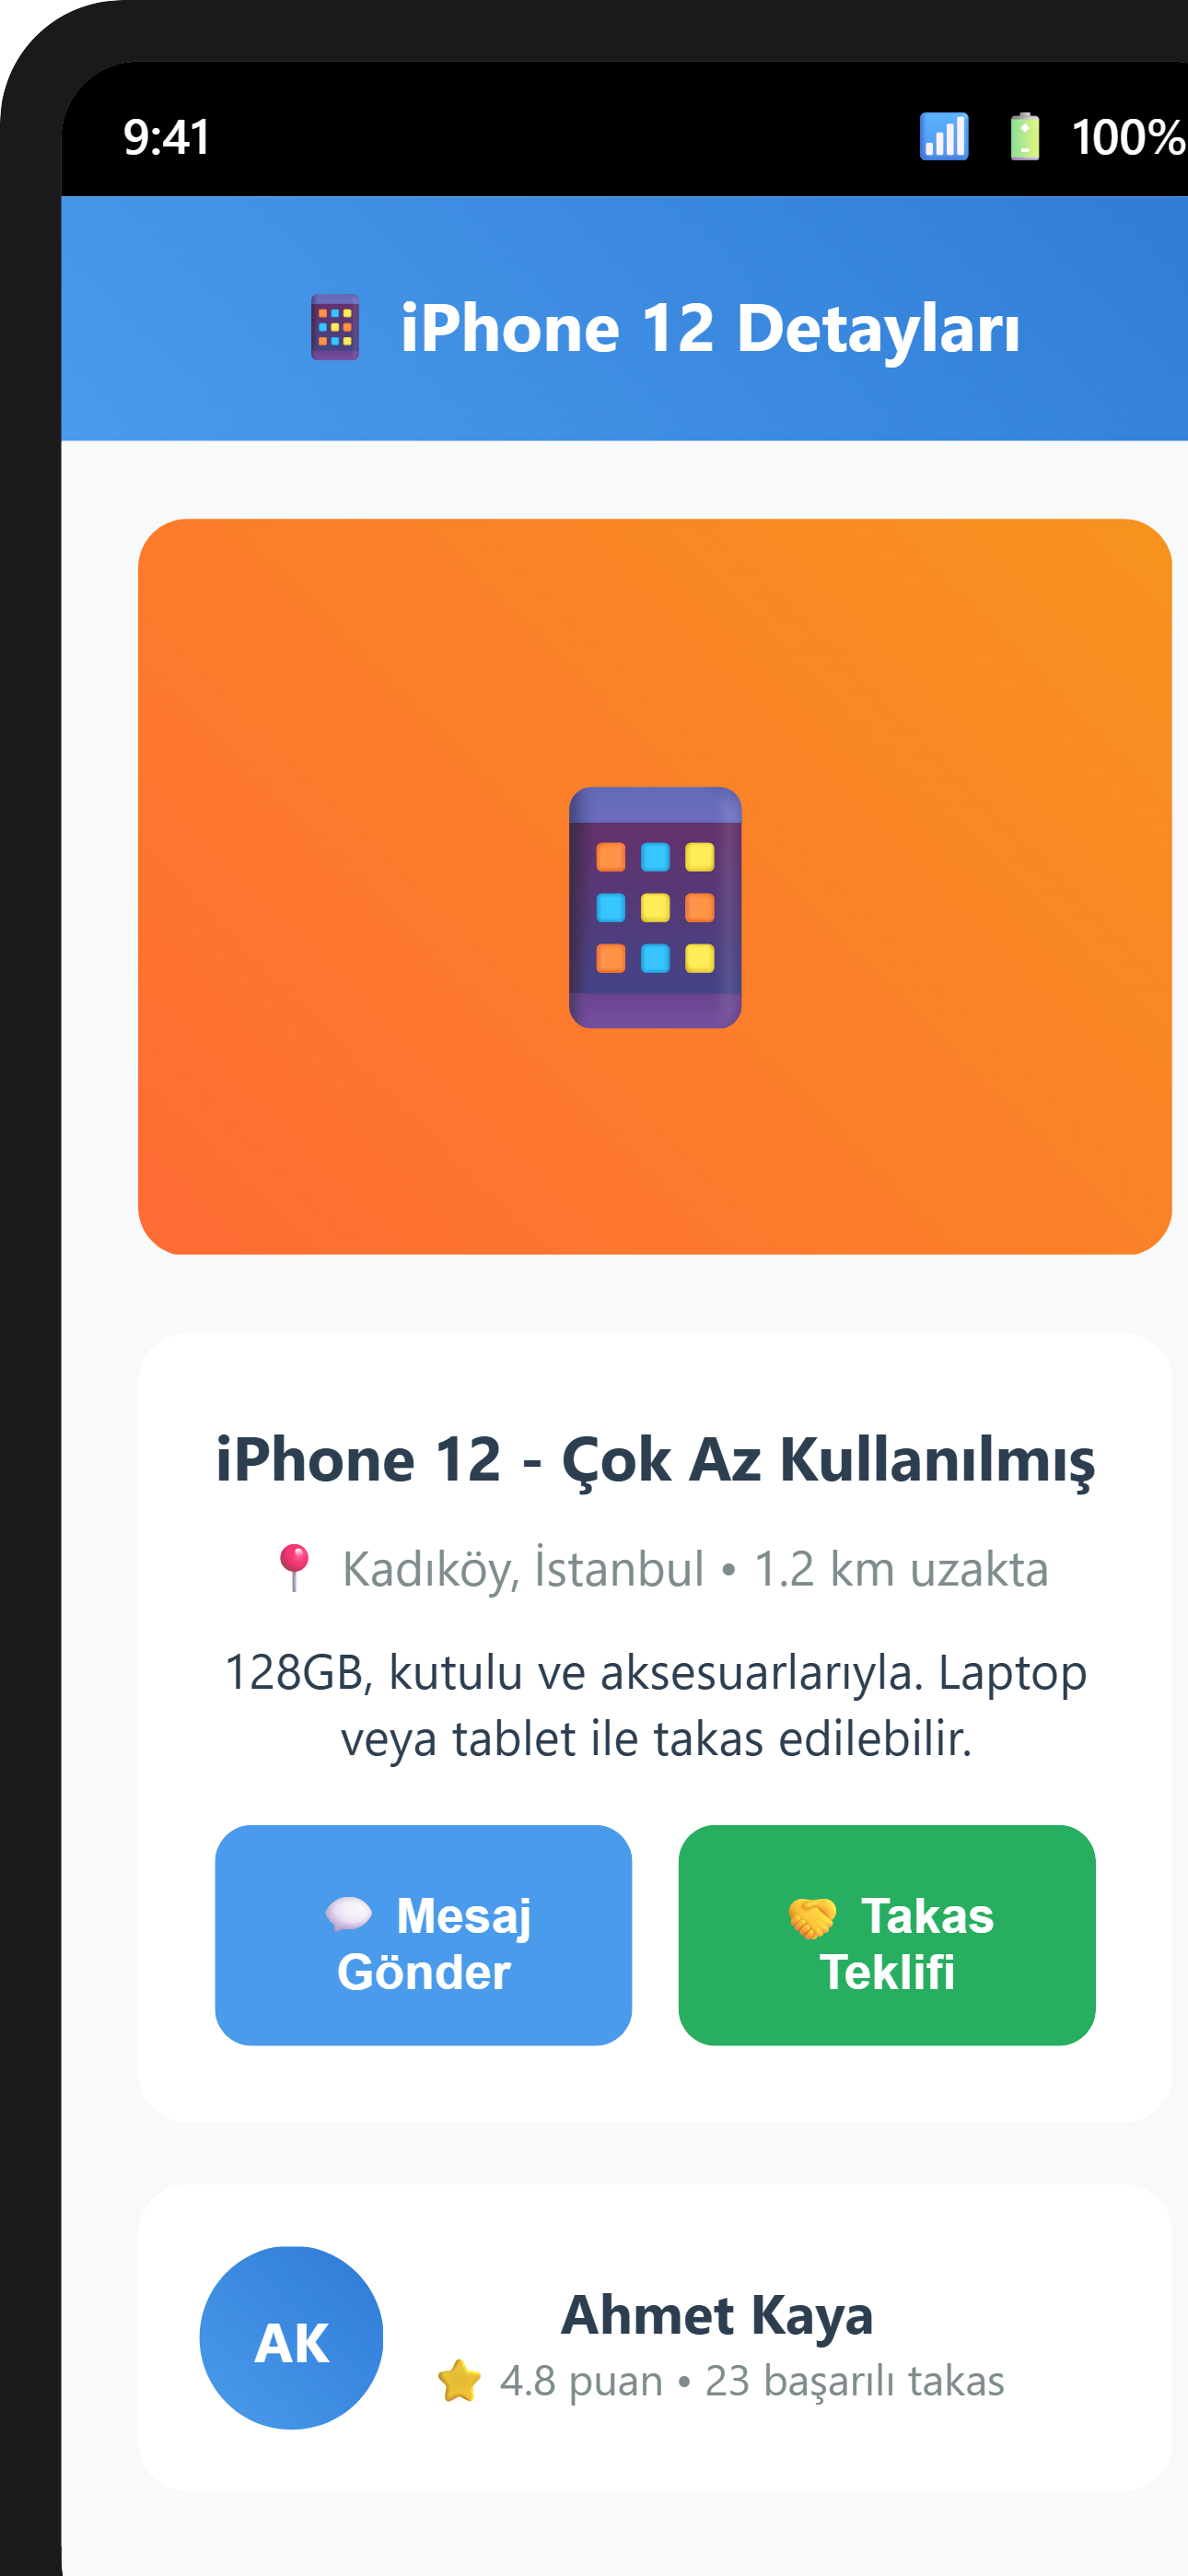 9:41 100%
iPhone 12 Detayları
iPhone 12 - Çok Az Kullanılmış
Kadıköy, İstanbul • 1.2 km uzakta
128GB, kutulu ve aksesuarlarıyla. Laptop
veya tablet ile takas edilebilir.
Mesaj
Gönder
Takas
Teklifi
AK
Ahmet Kaya
4.8 puan • 23 başarılı takas